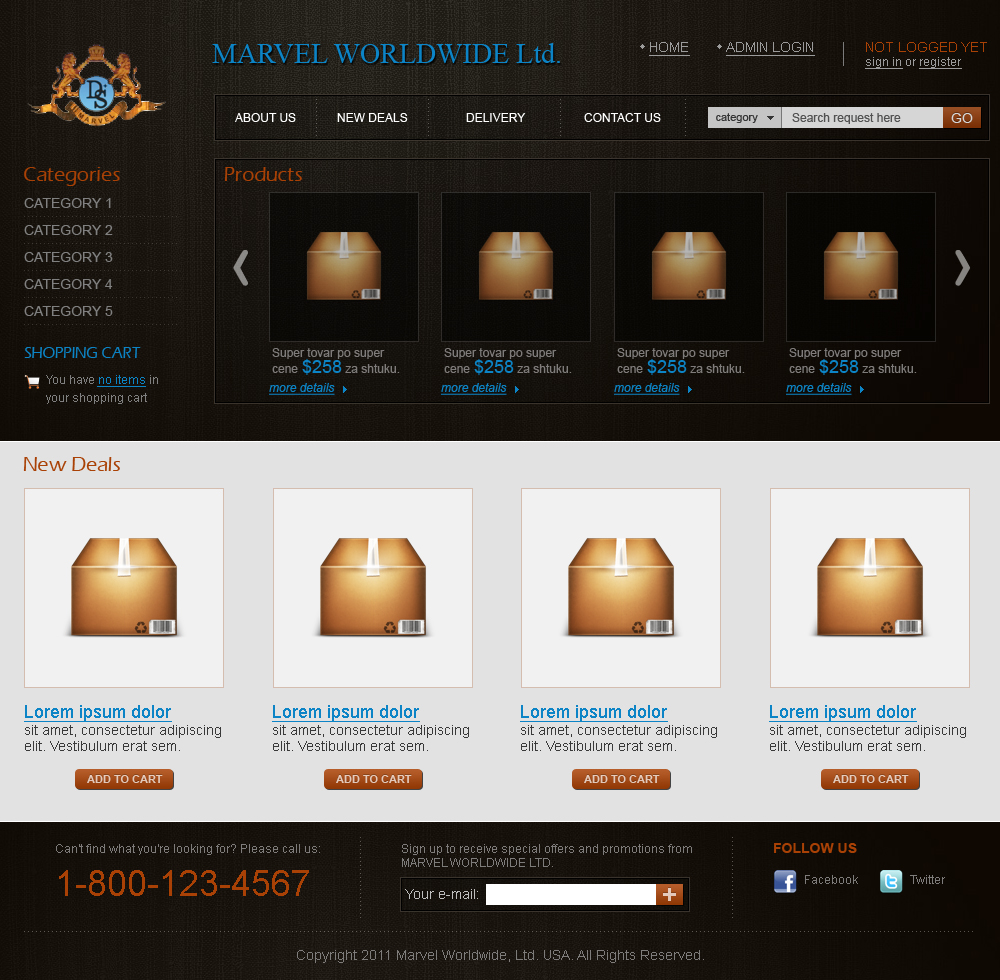 MARVEL WORLDWIDE Ltd.
HOME
ADMIN LOGIN
NOT LOGGED YET
sign in or register
D S
MARVEL
ABOUT US
NEW DEALS
DELIVERY
CONTACT US
category
Search request here
GO
Categories
CATEGORY 1
CATEGORY 2
CATEGORY 3
CATEGORY 4
CATEGORY 5
SHOPPING CART
You have no items in
your shopping cart
Products
Super tovar po super
cene $258 za shtuku.
more details
Super tovar po super
cene $258 za shtuku.
more details
Super tovar po super
cene $258 za shtuku.
more details
Super tovar po super
cene $258 za shtuku.
more details
New Deals
Lorem ipsum dolor
sit amet, consectetur adipiscing
elit. Vestibulum erat sem.
ADD TO CART
Lorem ipsum dolor
sit amet, consectetur adipiscing
elit. Vestibulum erat sem.
ADD TO CART
Lorem ipsum dolor
sit amet, consectetur adipiscing
elit. Vestibulum erat sem.
ADD TO CART
Lorem ipsum dolor
sit amet, consectetur adipiscing
elit. Vestibulum erat sem.
ADD TO CART
Can't find what you're looking for? Please call us:
1-800-123-4567
Sign up to receive special offers and promotions from
MARVEL WORLDWIDE LTD.
Your e-mail:
FOLLOW US
Facebook
Twitter
Copyright 2011 Marvel Worldwide, Ltd. USA. All Rights Reserved.